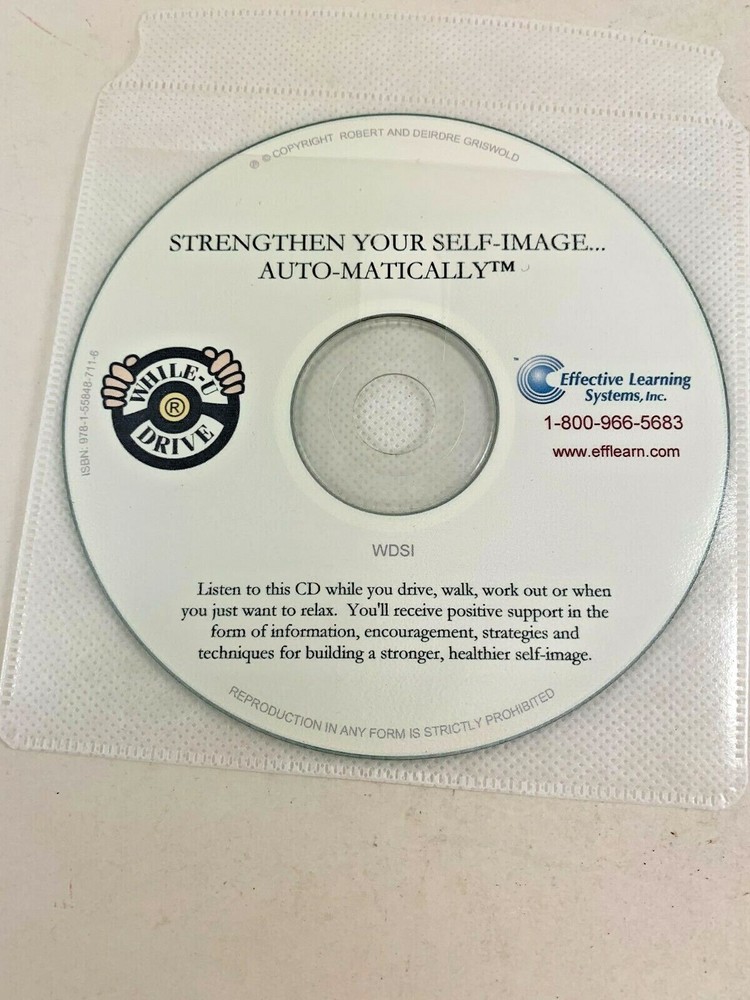 ℗ © COPYRIGHT ROBERT AND DEIRDRE GRISWOLD
STRENGTHEN YOUR SELF-IMAGE...
AUTO-MATICALLY™
ISBN: 978-1-55848-711-6
WHILE-U
®
DRIVE
™
Effective Learning
Systems, Inc.
1-800-966-5683
www.efflearn.com
WDSI
Listen to this CD while you drive, walk, work out or when
you just want to relax. You'll receive positive support in the
form of information, encouragement, strategies and
techniques for building a stronger, healthier self-image.
REPRODUCTION IN ANY FORM IS STRICTLY PROHIBITED